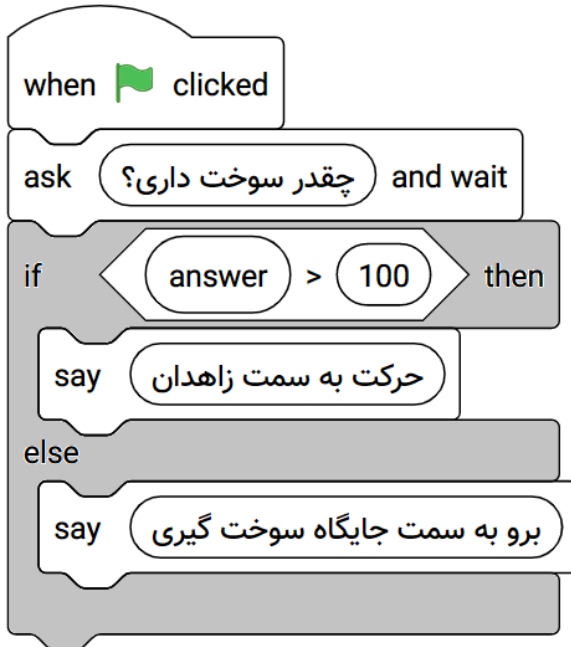 when clicked
ask چقدر سوخت داری؟ and wait
if answer > 100 then
say حرکت به سمت زاهدان
else
say برو به سمت جایگاه سوخت گیری